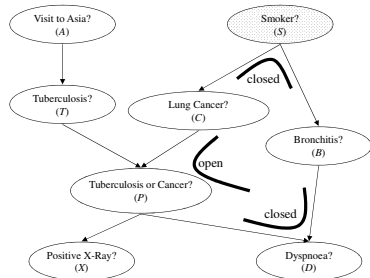 Visit to Asia?
(A)
Smoker?
(S)
closed
Tuberculosis?
(T)
Lung Cancer?
(C)
Bronchitis?
(B)
open
Tuberculosis or Cancer?
(P)
closed
Positive X-Ray?
(X)
Dyspnoea?
(D)